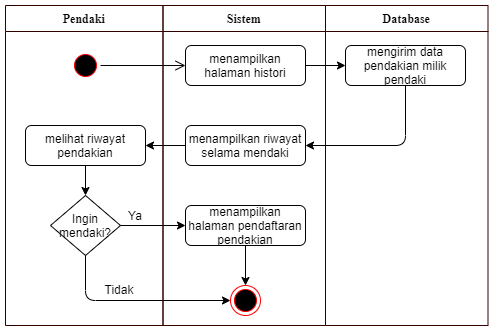 Pendaki
Sistem
Database
menampilkan
halaman histori
mengirim data
pendakian milik
pendaki
melihat riwayat
pendakian
menampilkan riwayat
selama mendaki
Ingin
mendaki?
Ya
menampilkan
halaman pendaftaran
pendakian
Tidak